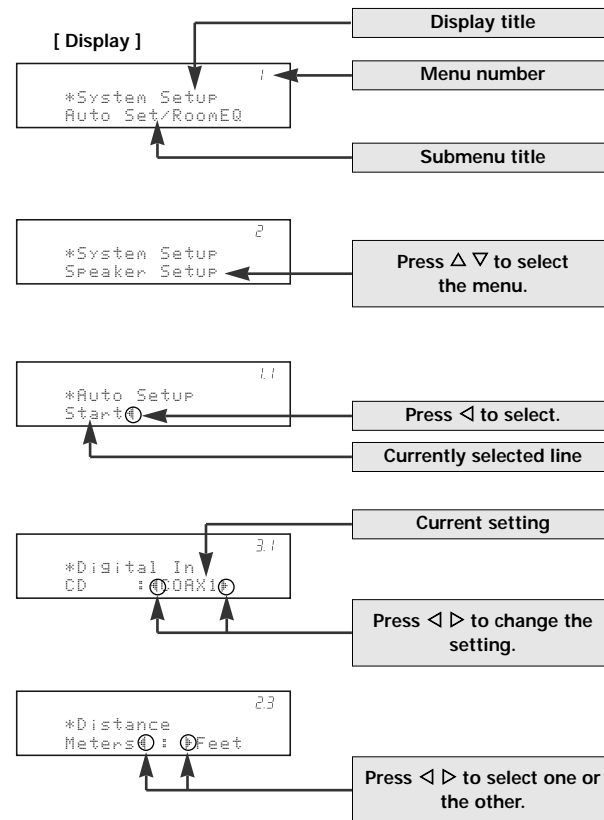 [ Display ]
Display title
1
Menu number
*System Setup
Auto Set/RoomEQ
Submenu title
2
*System Setup
Speaker Setup
Press △ ▽ to select
the menu.
1.1
*Auto Setup
Start◁
Press ◁ to select.
Currently selected line
Current setting
3.1
*Digital In
CD :◁COAX1▷
Press ◁ ▷ to change the
setting.
2.3
*Distance
Meters◁ : ▷Feet
Press ◁ ▷ to select one or
the other.